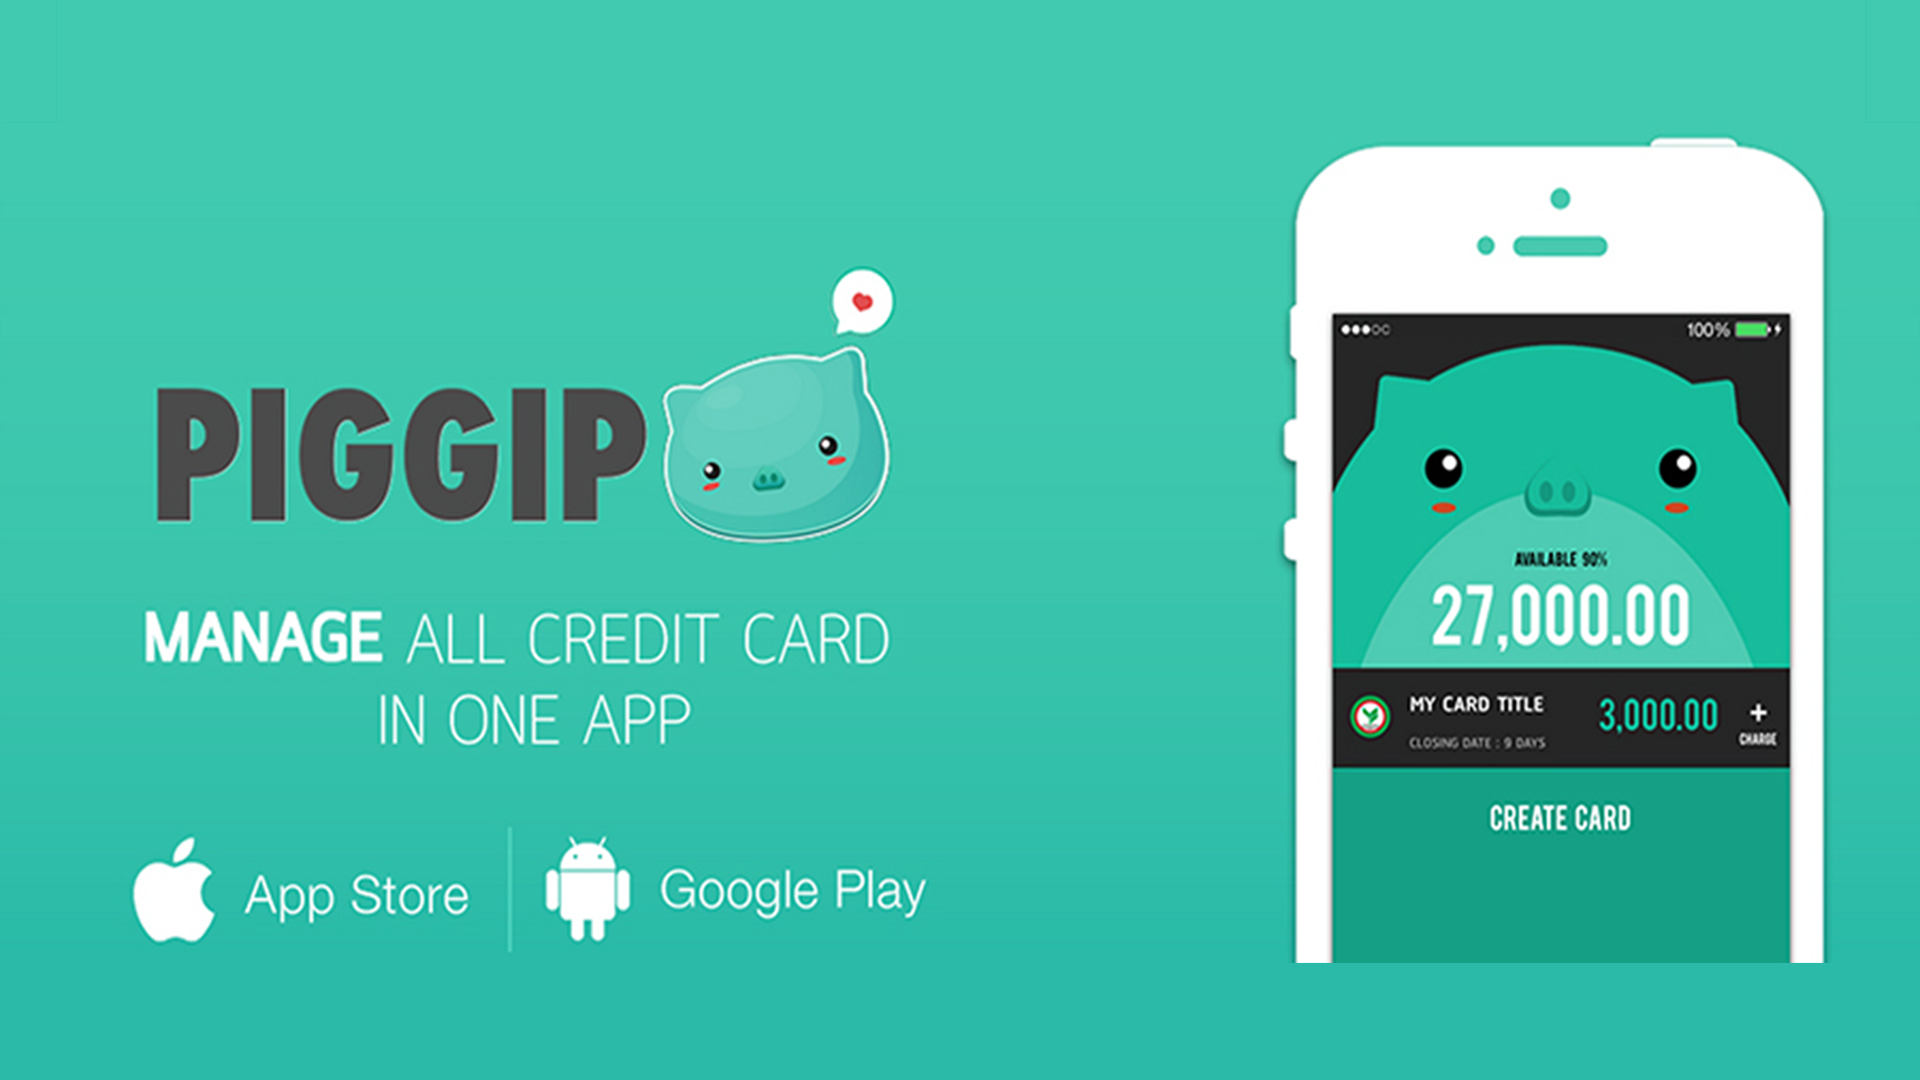 PIGGIP
MANAGE ALL CREDIT CARD
IN ONE APP
App Store
Google Play
100%
AVAILABLE 90%
27,000.00
MY CARD TITLE
3,000.00
+
CLOSING DATE : 9 DAYS
CHARGE
CREATE CARD